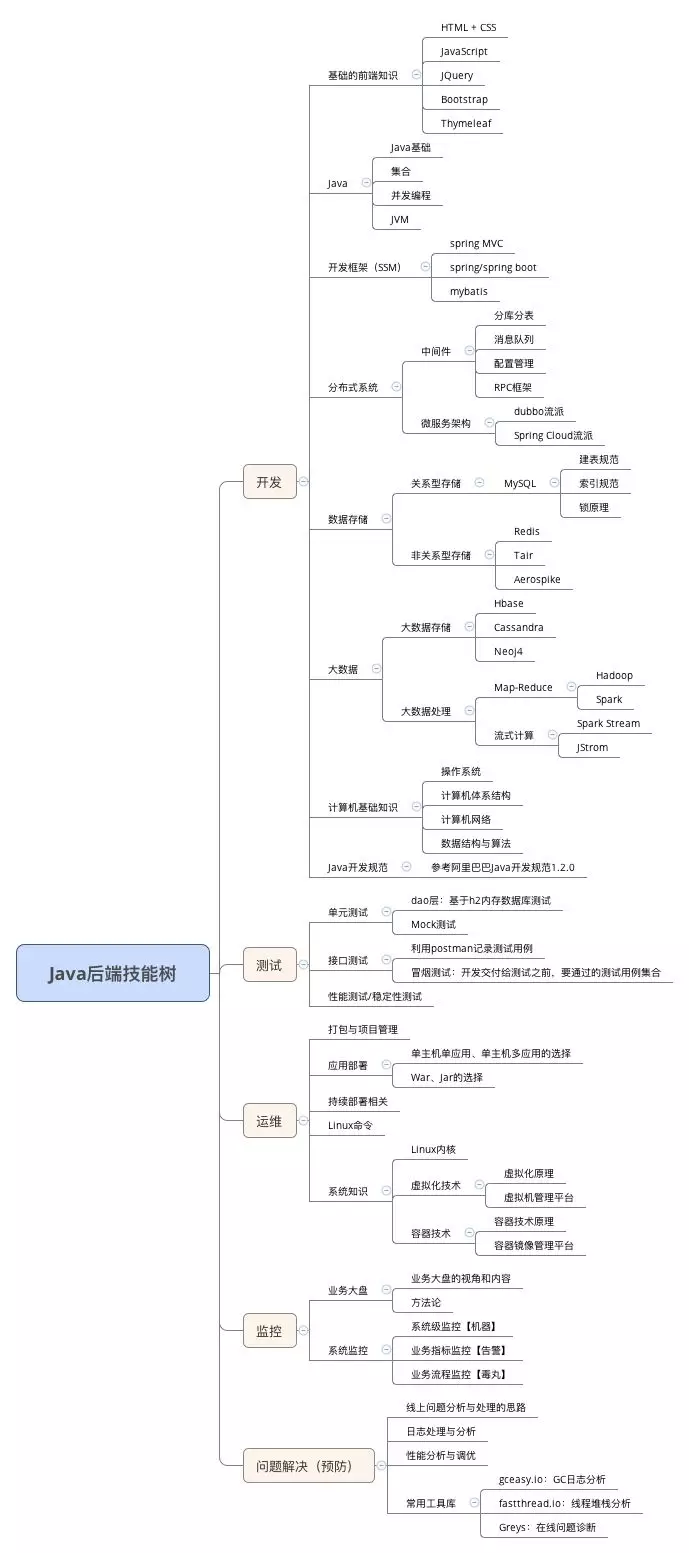 HTML + CSS
JavaScript
基础的前端知识
JQuery
Bootstrap
Thymeleaf
Java基础
集合
Java
并发编程
JVM
spring MVC
开发框架（SSM）
spring/spring boot
mybatis
分库分表
消息队列
中间件
配置管理
RPC框架
分布式系统
dubbo流派
微服务架构
Spring Cloud流派
开发
建表规范
关系型存储
MySQL
索引规范
锁原理
数据存储
Redis
非关系型存储
Tair
Aerospike
Hbase
大数据存储
Cassandra
Neoj4
大数据
Hadoop
Map-Reduce
Spark
大数据处理
Spark Stream
流式计算
JStrom
操作系统
计算机体系结构
计算机基础知识
计算机网络
数据结构与算法
Java开发规范
参考阿里巴巴Java开发规范1.2.0
dao层：基于h2内存数据库测试
单元测试
Mock测试
利用postman记录测试用例
测试
接口测试
冒烟测试：开发交付给测试之前，要通过的测试用例集合
Java后端技能树
性能测试/稳定性测试
打包与项目管理
单主机单应用、单主机多应用的选择
应用部署
War、Jar的选择
持续部署相关
运维
Linux命令
Linux内核
虚拟化原理
系统知识
虚拟化技术
虚拟机管理平台
容器技术原理
容器技术
容器镜像管理平台
业务大盘的视角和内容
业务大盘
方法论
监控
系统级监控【机器】
系统监控
业务指标监控【告警】
业务流程监控【毒丸】
线上问题分析与处理的思路
日志处理与分析
问题解决（预防）
性能分析与调优
gceasy.io：GC日志分析
常用工具库
fastthread.io：线程堆栈分析
Greys：在线问题诊断